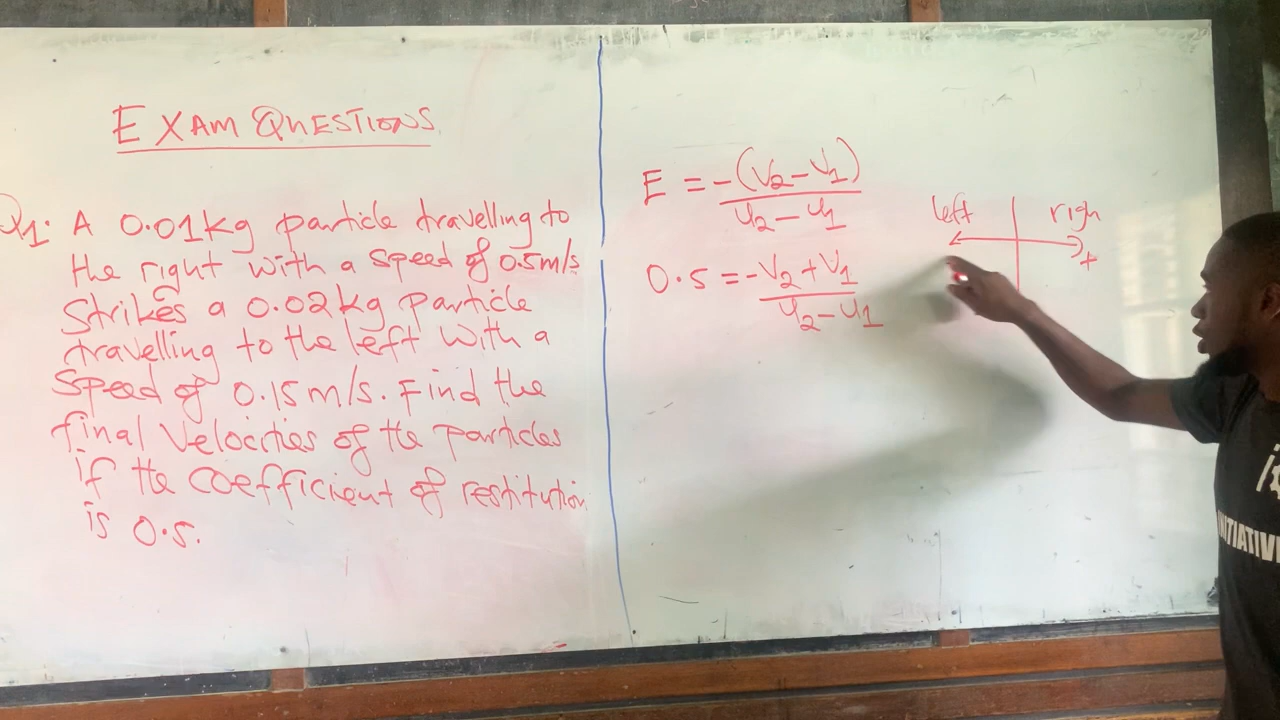 EXAM QUESTIONS
Q1. A 0.01kg particle travelling to
the right with a speed of 0.5m/s
Strikes a 0.02kg particle
travelling to the left with a
speed of 0.15m/s. Find the
final velocities of the particles
if the coefficient of restitution
is 0.5.
E = -(V2-V1)
u2-u1
0.5 = -V2+V1
u2-u1
left righ
+